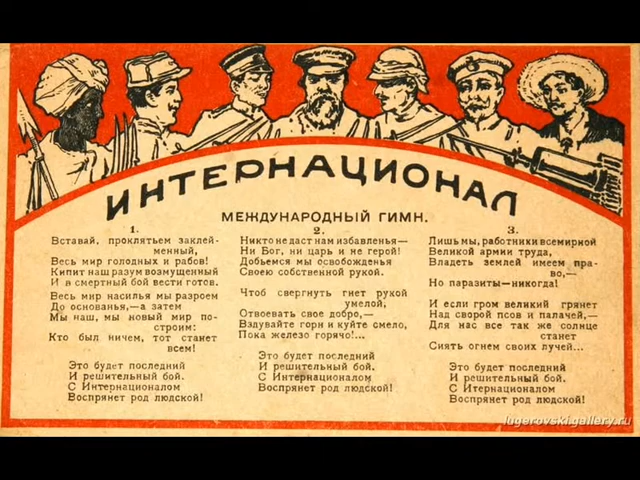 ИНТЕРНАЦИОНАЛ
МЕЖДУНАРОДНЫЙ ГИМН.
1.
Вставай, проклятьем заклей-
менный,
Весь мир голодных и рабов!
Кипит наш разум возмущенный
И в смертный бой вести готов.
Весь мир насилья мы разроем
До основанья,—а затем
Мы наш, мы новый мир по-
строим:
Кто был ничем, тот станет
всем!
Это будет последний
И решительный бой.
С Интернационалом
Воспрянет род людской!
2.
Никто не даст нам избавленья—
Ни Бог, ни царь и не герой!
Добьемся мы освобожденья
Своею собственной рукой.
Чтоб свергнуть гнет рукой
умелой,
Отвоевать свое добро,—
Вздувайте горн и куйте смело,
Пока железо горячо!...
Это будет последний
И решительный бой.
С Интернационалом
Воспрянет род людской!
3.
Лишь мы, работники всемирной
Великой армии труда,
Владеть землей имеем пра-
во,—
Но паразиты—никогда!
И если гром великий грянет
Над сворой псов и палачей,—
Для нас все так же солнце
станет
Сиять огнем своих лучей...
Это будет последний
И решительный бой.
С Интернационалом
Воспрянет род людской!
lugerovski.gallery.ru